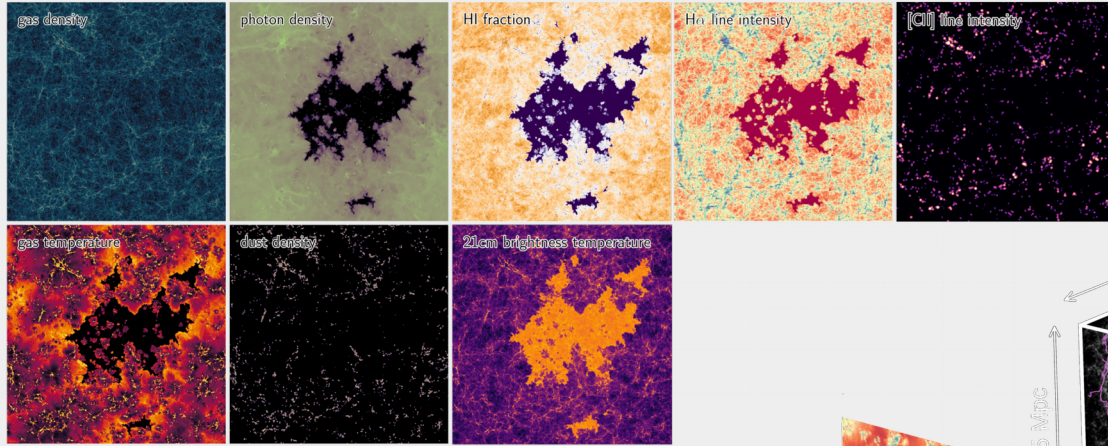 gas density
photon density
HI fraction
Hα line intensity
[CII] line intensity
gas temperature
dust density
21cm brightness temperature
Mpc